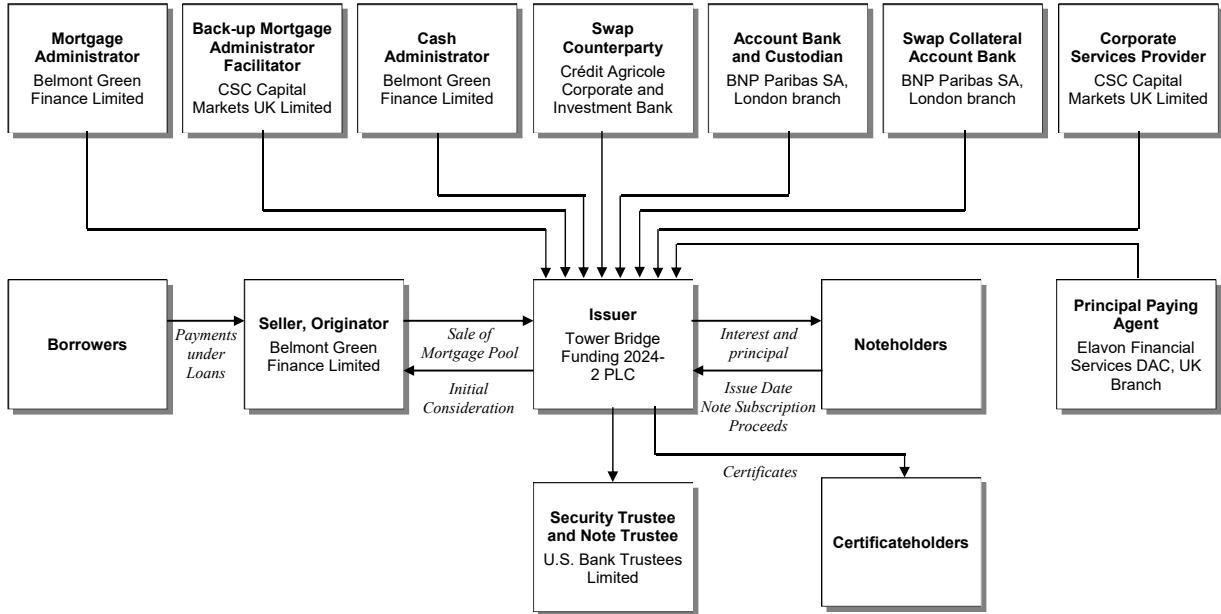 Mortgage
Administrator
Belmont Green
Finance Limited
Back-up Mortgage
Administrator
Facilitator
CSC Capital
Markets UK Limited
Cash
Administrator
Belmont Green
Finance Limited
Swap
Counterparty
Crédit Agricole
Corporate and
Investment Bank
Account Bank
and Custodian
BNP Paribas SA,
London branch
Swap Collateral
Account Bank
BNP Paribas SA,
London branch
Corporate
Services Provider
CSC Capital
Markets UK Limited
Borrowers
Payments
under
Loans
Seller, Originator
Belmont Green
Finance Limited
Sale of
Mortgage Pool
Initial
Consideration
Issuer
Tower Bridge
Funding 2024-
2 PLC
Interest and
principal
Issue Date
Note Subscription
Proceeds
Noteholders
Principal Paying
Agent
Elavon Financial
Services DAC, UK
Branch
Certificates
Security Trustee
and Note Trustee
U.S. Bank Trustees
Limited
Certificateholders